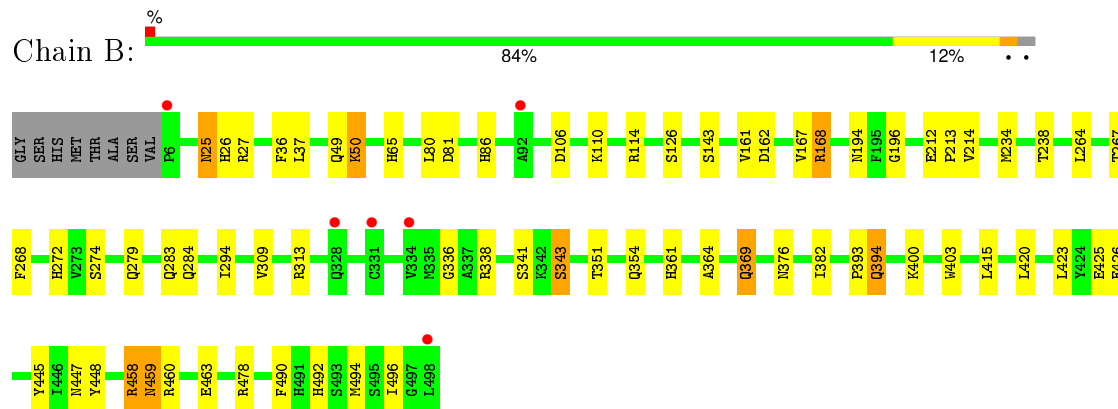 %
Chain B:
84% 12% • •
GLY SER HIS MET THR ALA SER VAL P6 N25 H26 R27 F36 L37 Q49 K50 H65 L80 D81 H86 A92 D106 K110 R114 S126 S143 V161 D162 V167 R168 N194 F195 G196 E212 P213 V214 M234 T238 L264 T267
F268 H272 V273 S274 Q279 Q283 Q284 I294 V309 R313 Q328 C331 V334 M335 G336 A337 R338 S341 K342 S343 T351 Q354 H361 A364 Q369 N376 I382 P393 Q394 K400 W403 L415 L420 L423 Y424 E425
Y445 I446 N447 Y448 R458 N459 R460 E463 R478 F490 H491 H492 S493 M494 S495 I496 G497 L498